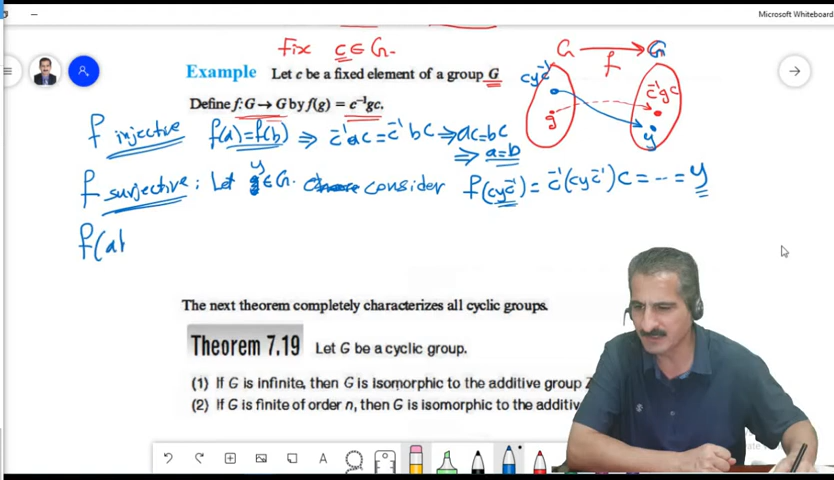 Microsoft Whiteboard
Fix c ∈ G.
G f G
Example Let c be a fixed element of a group G
Define f: G → G by f(g) = c⁻¹gc.
cyc⁻¹ g c⁻¹gc y
f injective f(a)=f(b) ⇒ c⁻¹ac = c⁻¹bc ⇒ ac=bc
⇒ a=b
f surjective: Let y ∈ G. consider f(cyc⁻¹) = c⁻¹(cyc⁻¹)c = --- = y
f(ab
The next theorem completely characterizes all cyclic groups.
Theorem 7.19 Let G be a cyclic group.
(1) If G is infinite, then G is isomorphic to the additive group
(2) If G is finite of order n, then G is isomorphic to the